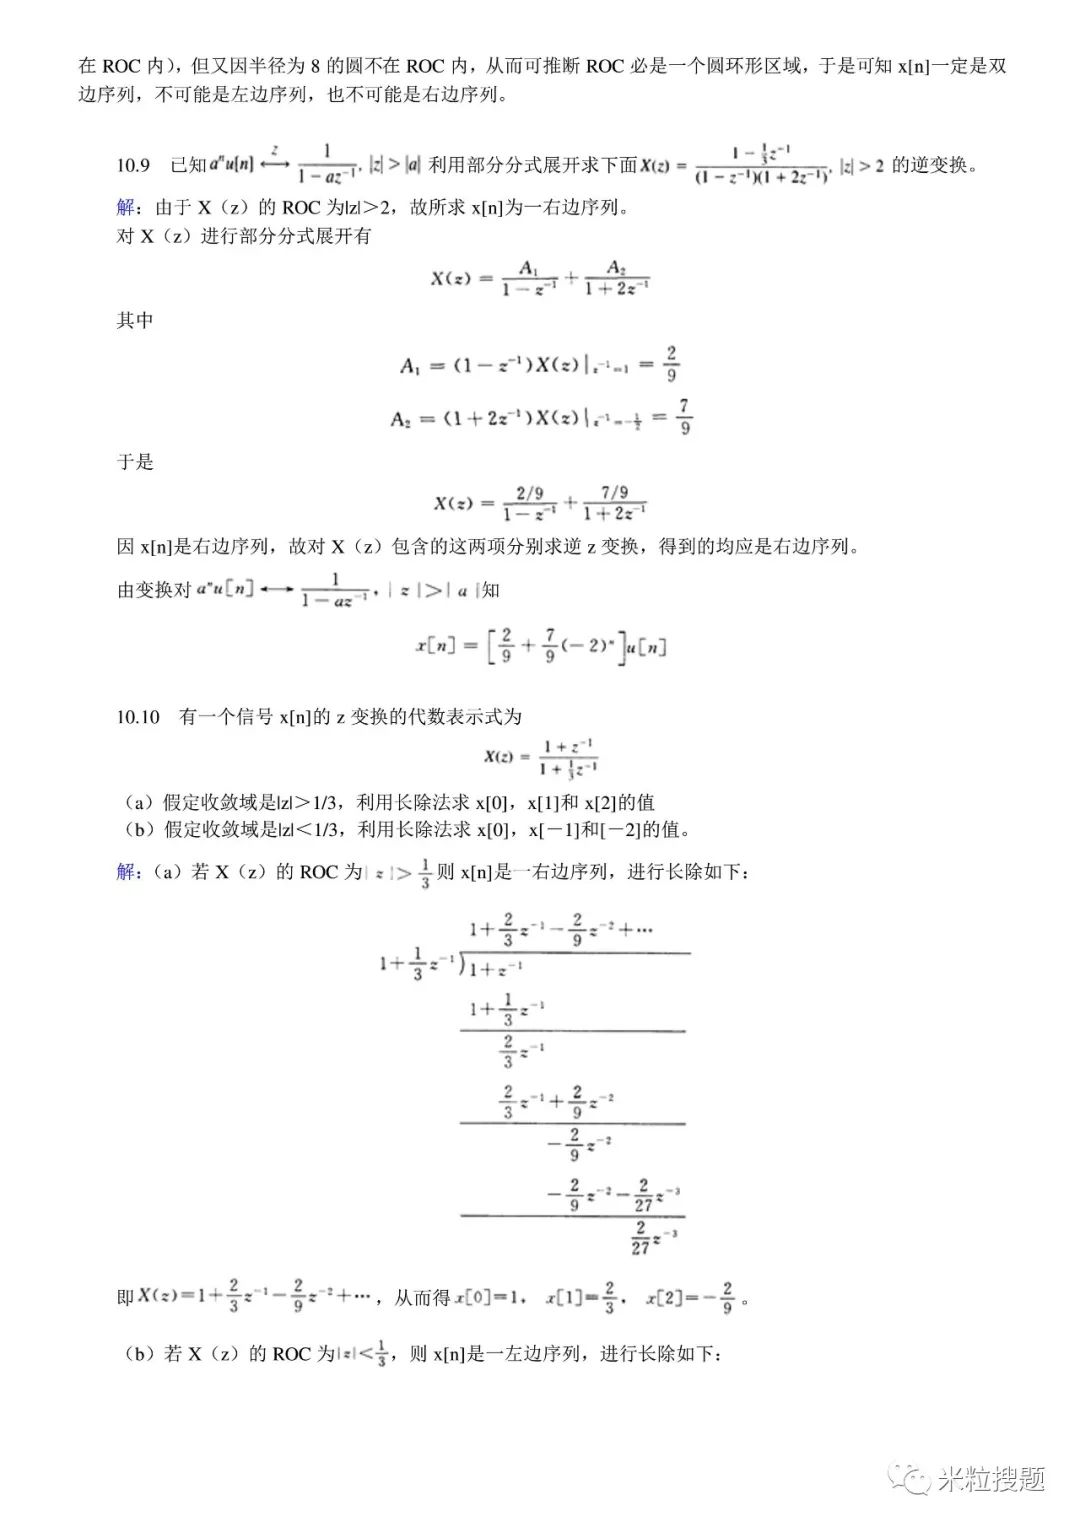 在 ROC 内），但又因半径为 8 的圆不在 ROC 内，从而可推断 ROC 必是一个圆环形区域，于是可知 x[n]一定是双
边序列，不可能是左边序列，也不可能是右边序列。
10.9 已知 aⁿu[n] ←z→ 1/(1－az⁻¹), |z|＞|a| 利用部分分式展开求下面 X(z) = (1－1/3z⁻¹)/((1－z⁻¹)(1＋2z⁻¹)), |z|＞2 的逆变换。
解：由于 X（z）的 ROC 为|z|＞2，故所求 x[n]为一右边序列。
对 X（z）进行部分分式展开有
X(z) = A₁/(1－z⁻¹) ＋ A₂/(1＋2z⁻¹)
其中
A₁ = (1－z⁻¹)X(z)|z⁻¹=1 = 2/9
A₂ = (1＋2z⁻¹)X(z)|z⁻¹=－1/2 = 7/9
于是
X(z) = (2/9)/(1－z⁻¹) ＋ (7/9)/(1＋2z⁻¹)
因 x[n]是右边序列，故对 X（z）包含的这两项分别求逆 z 变换，得到的均应是右边序列。
由变换对 aⁿu[n] ←→ 1/(1－az⁻¹), |z|＞|a|知
x[n] = [2/9 ＋ 7/9(－2)ⁿ]u[n]
10.10 有一个信号 x[n]的 z 变换的代数表示式为
X(z) = (1＋z⁻¹)/(1＋1/3z⁻¹)
（a）假定收敛域是|z|＞1/3，利用长除法求 x[0]，x[1]和 x[2]的值
（b）假定收敛域是|z|＜1/3，利用长除法求 x[0]，x[－1]和[－2]的值。
解：（a）若 X（z）的 ROC 为|z|＞1/3 则 x[n]是一右边序列，进行长除如下：
1＋2/3z⁻¹－2/9z⁻²＋…
1＋1/3z⁻¹)1＋z⁻¹
1＋1/3z⁻¹
2/3z⁻¹
2/3z⁻¹＋2/9z⁻²
－2/9z⁻²
－2/9z⁻²－2/27z⁻³
2/27z⁻³
即 X(z)=1＋2/3z⁻¹－2/9z⁻²＋…，从而得 x[0]=1，x[1]=2/3，x[2]=－2/9。
（b）若 X（z）的 ROC 为|z|＜1/3，则 x[n]是一左边序列，进行长除如下：
米粒搜题